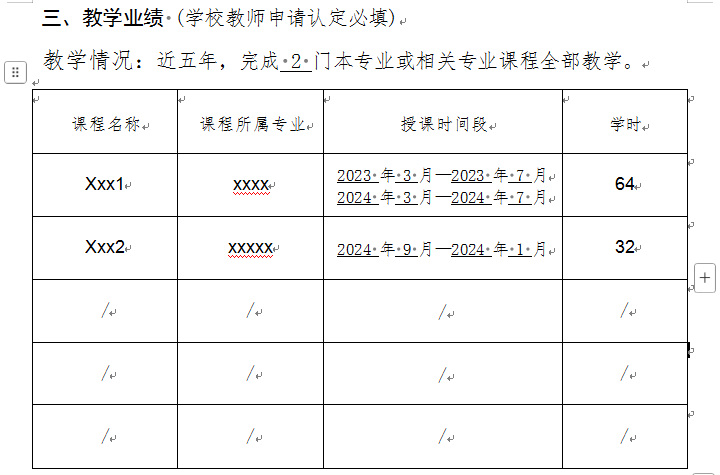 三、教学业绩 (学校教师申请认定必填)
教学情况：近五年，完成 2 门本专业或相关专业课程全部教学。
课程名称 课程所属专业 授课时间段 学时
Xxx1 xxxx 2023 年 3 月—2023 年 7 月 64
2024 年 3 月—2024 年 7 月
Xxx2 xxxxx 2024 年 9 月—2024 年 1 月 32
/ / / /
/ / / /
/ / / /